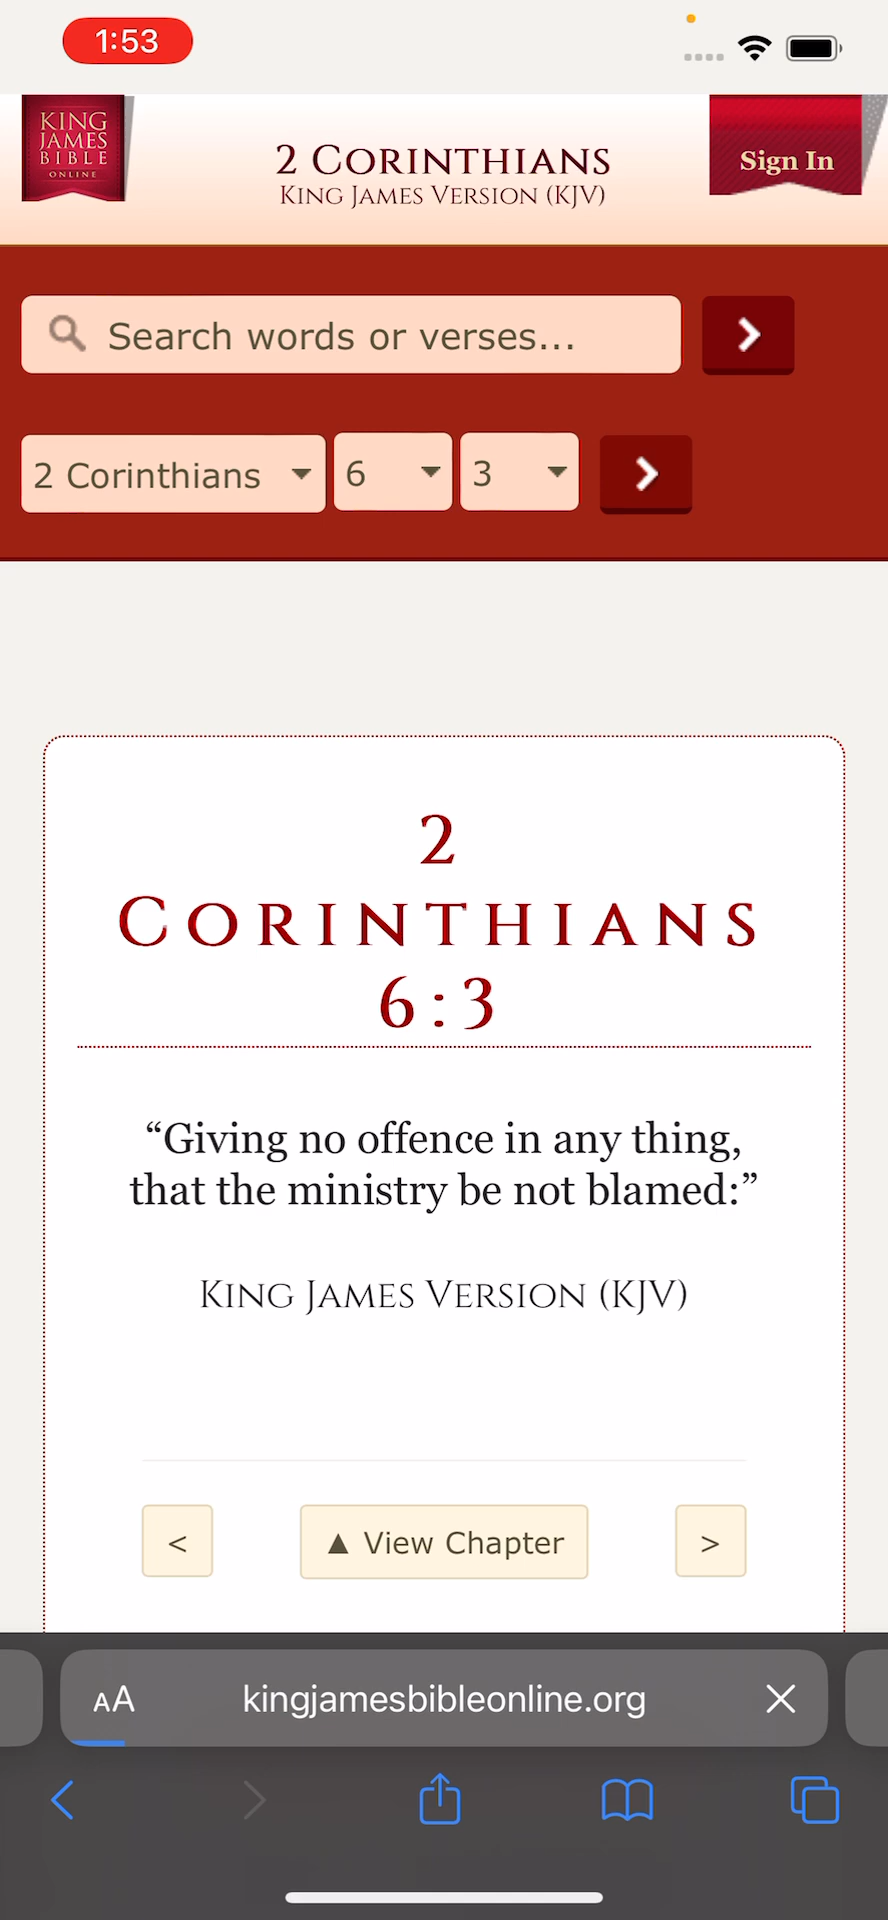 1:53
KING
JAMES
BIBLE
ONLINE
2 CORINTHIANS
KING JAMES VERSION (KJV)
Sign In
Search words or verses...
2 Corinthians 6 3
2
CORINTHIANS
6:3
“Giving no offence in any thing,
that the ministry be not blamed:”
KING JAMES VERSION (KJV)
< ▲ View Chapter >
AA kingjamesbibleonline.org